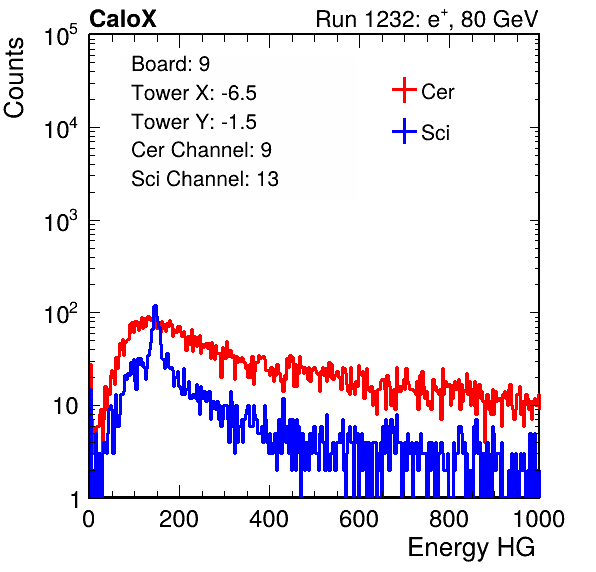 CaloX Run 1232: e⁺, 80 GeV
Counts
Board: 9
Tower X: -6.5
Tower Y: -1.5
Cer Channel: 9
Sci Channel: 13
Cer
Sci
10⁵
10⁴
10³
10²
10
1
0 200 400 600 800 1000
Energy HG